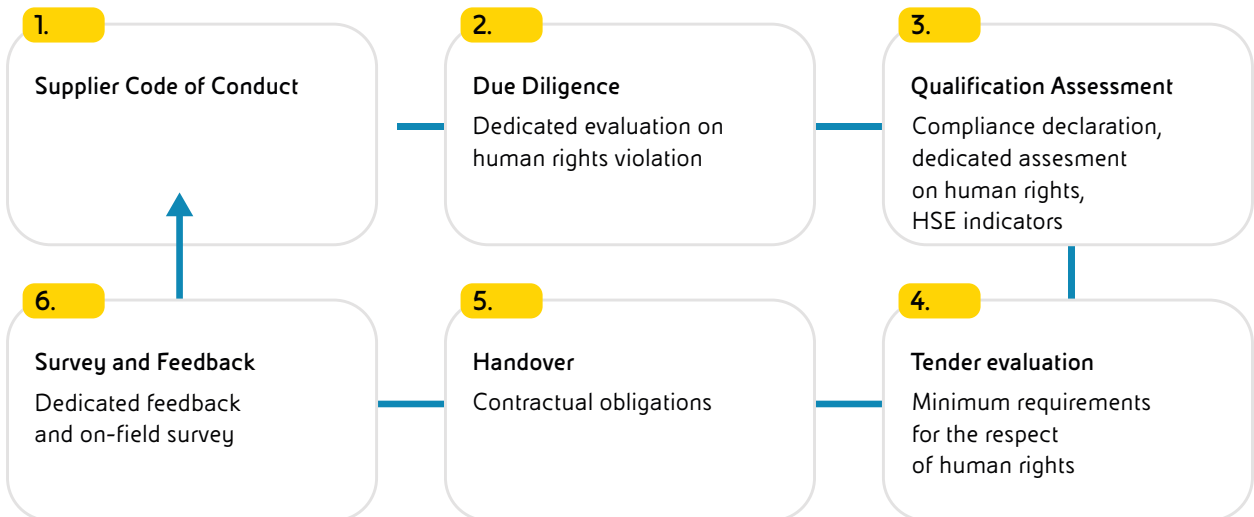 1.
Supplier Code of Conduct
2.
Due Diligence
Dedicated evaluation on
human rights violation
3.
Qualification Assessment
Compliance declaration,
dedicated assesment
on human rights,
HSE indicators
4.
Tender evaluation
Minimum requirements
for the respect
of human rights
5.
Handover
Contractual obligations
6.
Survey and Feedback
Dedicated feedback
and on-field survey